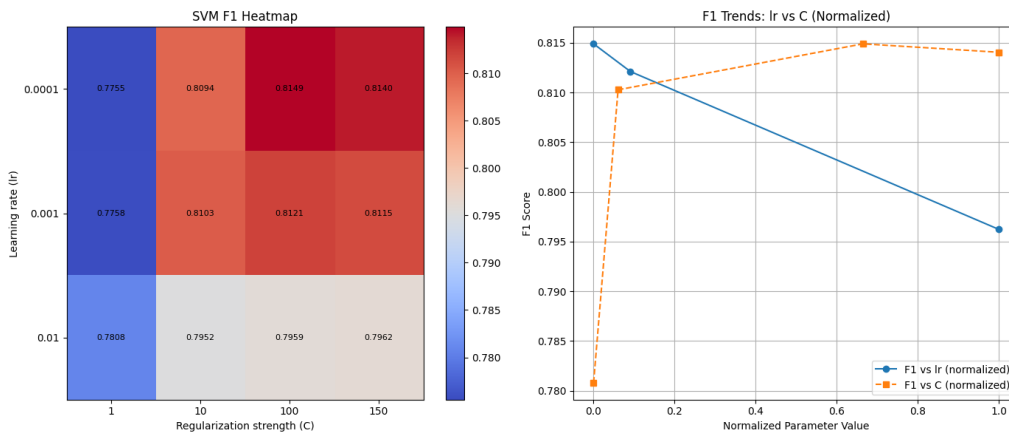 SVM F1 Heatmap
Learning rate (lr)
0.0001
0.001
0.01
0.7755 0.8094 0.8149 0.8140
0.7758 0.8103 0.8121 0.8115
0.7808 0.7952 0.7959 0.7962
1 10 100 150
Regularization strength (C)
0.810
0.805
0.800
0.795
0.790
0.785
0.780
F1 Trends: lr vs C (Normalized)
F1 Score
0.815
0.810
0.805
0.800
0.795
0.790
0.785
0.780
F1 vs lr (normalized)
F1 vs C (normalized)
0.0 0.2 0.4 0.6 0.8 1.0
Normalized Parameter Value